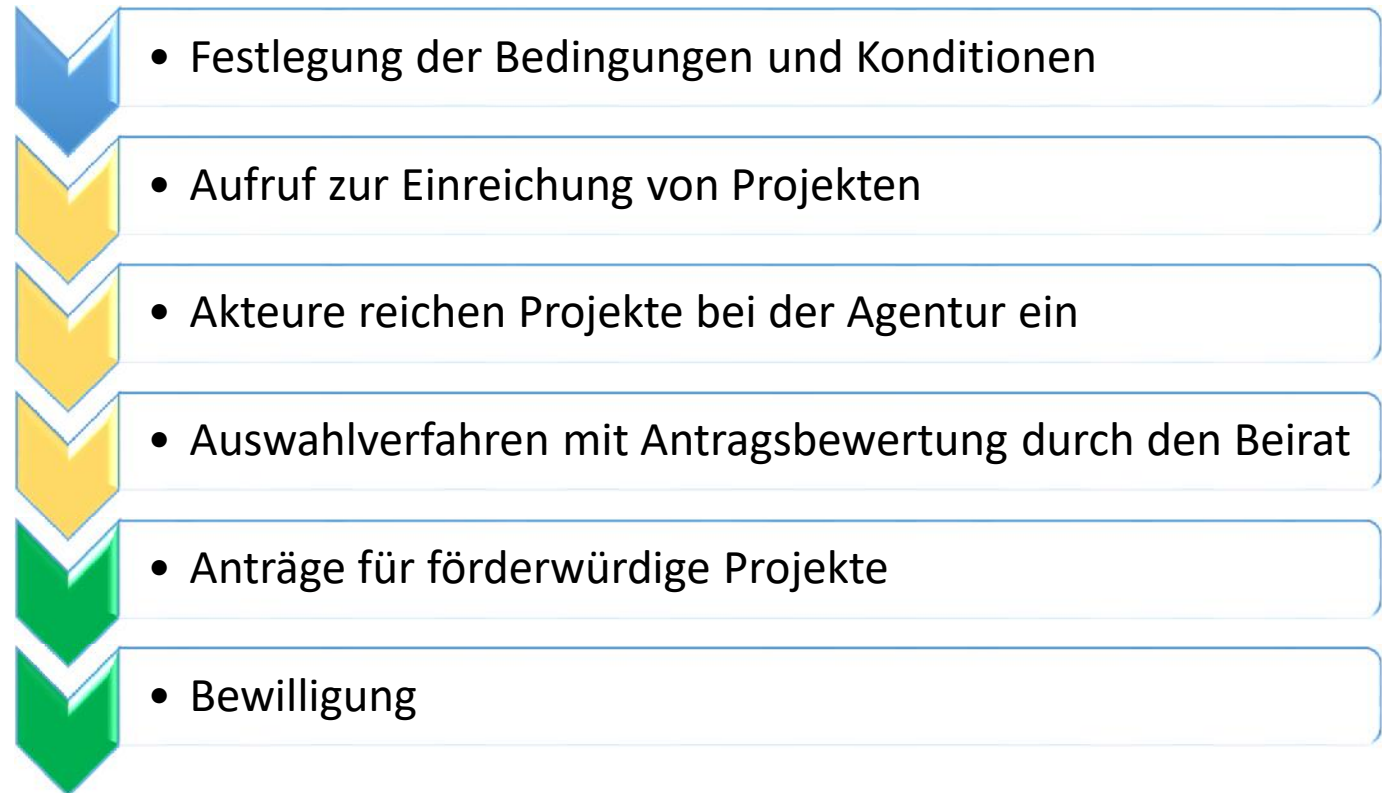 • Festlegung der Bedingungen und Konditionen
• Aufruf zur Einreichung von Projekten
• Akteure reichen Projekte bei der Agentur ein
• Auswahlverfahren mit Antragsbewertung durch den Beirat
• Anträge für förderwürdige Projekte
• Bewilligung